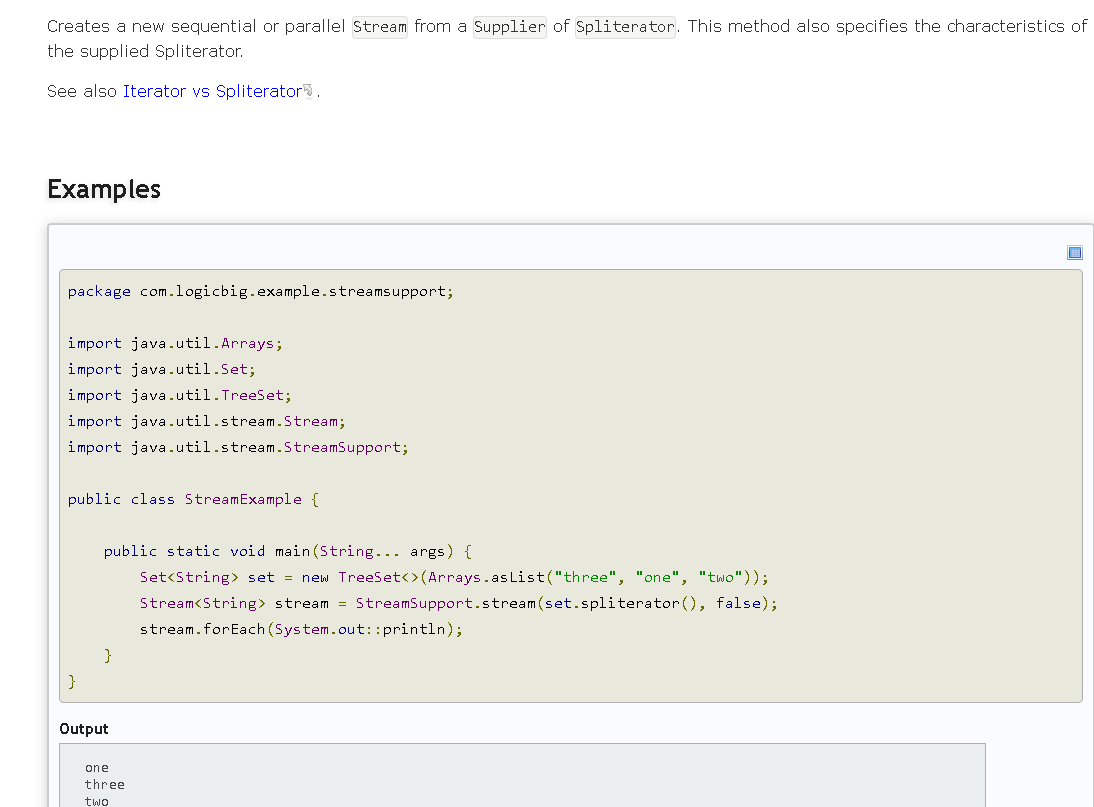 Creates a new sequential or parallel Stream from a Supplier of Spliterator. This method also specifies the characteristics of
the supplied Spliterator.
See also Iterator vs Spliterator.
Examples
package com.logicbig.example.streamsupport;
import java.util.Arrays;
import java.util.Set;
import java.util.TreeSet;
import java.util.stream.Stream;
import java.util.stream.StreamSupport;
public class StreamExample {
    public static void main(String... args) {
        Set<String> set = new TreeSet<>(Arrays.asList("three", "one", "two"));
        Stream<String> stream = StreamSupport.stream(set.spliterator(), false);
        stream.forEach(System.out::println);
    }
}
Output
one
three
two